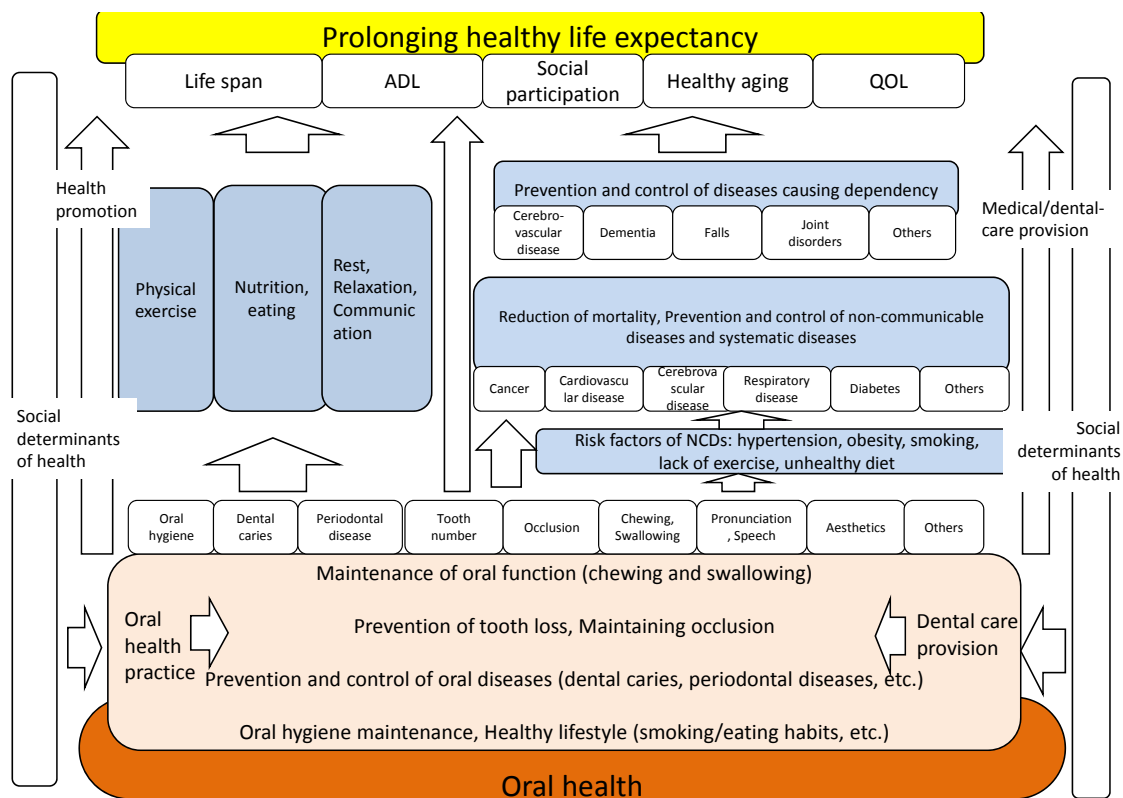 Prolonging healthy life expectancy
Life span
ADL
Social
participation
Healthy aging
QOL
Health
promotion
Medical/dental-
care provision
Physical
exercise
Nutrition,
eating
Rest,
Relaxation,
Communic
ation
Prevention and control of diseases causing dependency
Cerebro-
vascular
disease
Dementia
Falls
Joint
disorders
Others
Reduction of mortality, Prevention and control of non-communicable
diseases and systematic diseases
Cancer
Cardiovascu
lar disease
Cerebrova
scular
disease
Respiratory
disease
Diabetes
Others
Risk factors of NCDs: hypertension, obesity, smoking,
lack of exercise, unhealthy diet
Social
determinants
of health
Social
determinants
of health
Oral
hygiene
Dental
caries
Periodontal
disease
Tooth
number
Occlusion
Chewing,
Swallowing
Pronunciation
, Speech
Aesthetics
Others
Maintenance of oral function (chewing and swallowing)
Oral
health
practice
Prevention of tooth loss, Maintaining occlusion
Dental care
provision
Prevention and control of oral diseases (dental caries, periodontal diseases, etc.)
Oral hygiene maintenance, Healthy lifestyle (smoking/eating habits, etc.)
Oral health